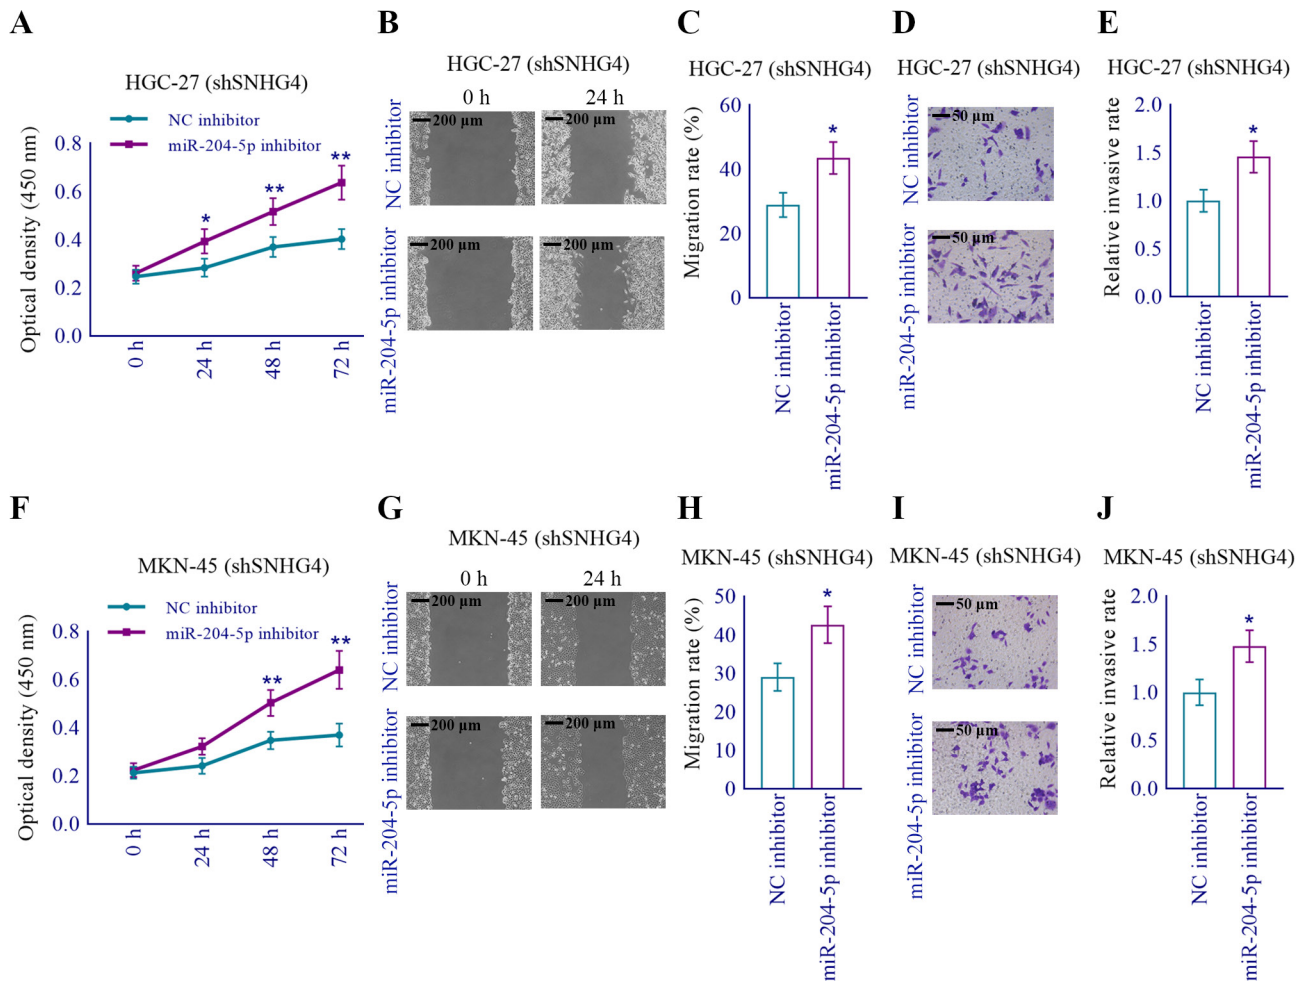 A
HGC-27 (shSNHG4)
NC inhibitor
miR-204-5p inhibitor
Optical density (450 nm)
0.8
0.6
0.4
0.2
0.0
*
**
**
0 h
24 h
48 h
72 h
B
HGC-27 (shSNHG4)
0 h
24 h
NC inhibitor
miR-204-5p inhibitor
200 µm
200 µm
200 µm
200 µm
C
HGC-27 (shSNHG4)
Migration rate (%)
60
40
20
0
*
NC inhibitor
miR-204-5p inhibitor
D
HGC-27 (shSNHG4)
NC inhibitor
miR-204-5p inhibitor
50 µm
50 µm
E
HGC-27 (shSNHG4)
Relative invasive rate
2.0
1.5
1.0
0.5
0.0
*
NC inhibitor
miR-204-5p inhibitor
F
MKN-45 (shSNHG4)
NC inhibitor
miR-204-5p inhibitor
Optical density (450 nm)
0.8
0.6
0.4
0.2
0.0
**
**
0 h
24 h
48 h
72 h
G
MKN-45 (shSNHG4)
0 h
24 h
NC inhibitor
miR-204-5p inhibitor
200 µm
200 µm
200 µm
200 µm
H
MKN-45 (shSNHG4)
Migration rate (%)
50
40
30
20
10
0
*
NC inhibitor
miR-204-5p inhibitor
I
MKN-45 (shSNHG4)
NC inhibitor
miR-204-5p inhibitor
50 µm
50 µm
J
MKN-45 (shSNHG4)
Relative invasive rate
2.0
1.5
1.0
0.5
0.0
*
NC inhibitor
miR-204-5p inhibitor